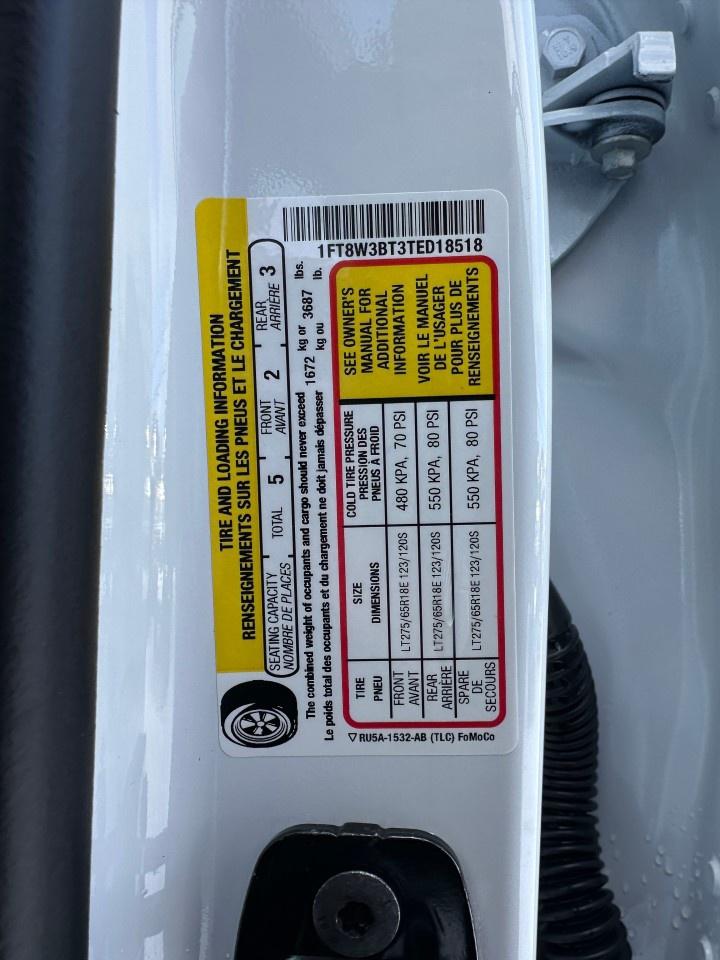 TIRE AND LOADING INFORMATION
RENSEIGNEMENTS SUR LES PNEUS ET LE CHARGEMENT
SEATING CAPACITY
NOMBRE DE PLACES
TOTAL 5
FRONT
AVANT
2
REAR
ARRIÈRE
3
1FT8W3BT3TED18518
The combined weight of occupants and cargo should never exceed 1672 kg or 3687 lbs.
Le poids total des occupants et du chargement ne doit jamais dépasser kg ou lb.
TIRE
PNEU
SIZE
DIMENSIONS
COLD TIRE PRESSURE
PRESSION DES
PNEUS À FROID
FRONT
AVANT
LT275/65R18E 123/120S
480 KPA, 70 PSI
REAR
ARRIÈRE
LT275/65R18E 123/120S
550 KPA, 80 PSI
SPARE
DE
SECOURS
LT275/65R18E 123/120S
550 KPA, 80 PSI
SEE OWNER'S
MANUAL FOR
ADDITIONAL
INFORMATION
VOIR LE MANUEL
DE L'USAGER
POUR PLUS DE
RENSEIGNEMENTS
▽ RU5A-1532-AB (TLC) FoMoCo